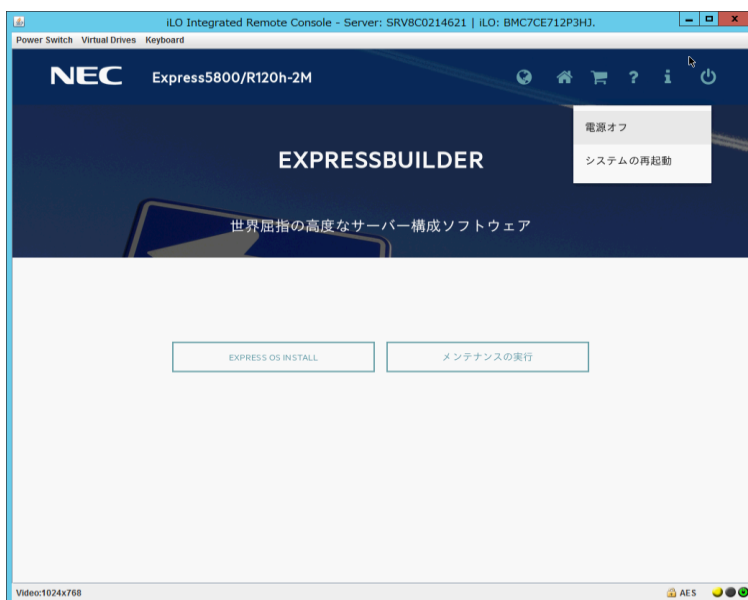 iLO Integrated Remote Console - Server: SRV8C0214621 | iLO: BMC7CE712P3HJ.
Power Switch Virtual Drives Keyboard
NEC Express5800/R120h-2M
電源オフ
システムの再起動
EXPRESSBUILDER
世界屈指の高度なサーバー構成ソフトウェア
EXPRESS OS INSTALL
メンテナンスの実行
Video:1024x768
AES